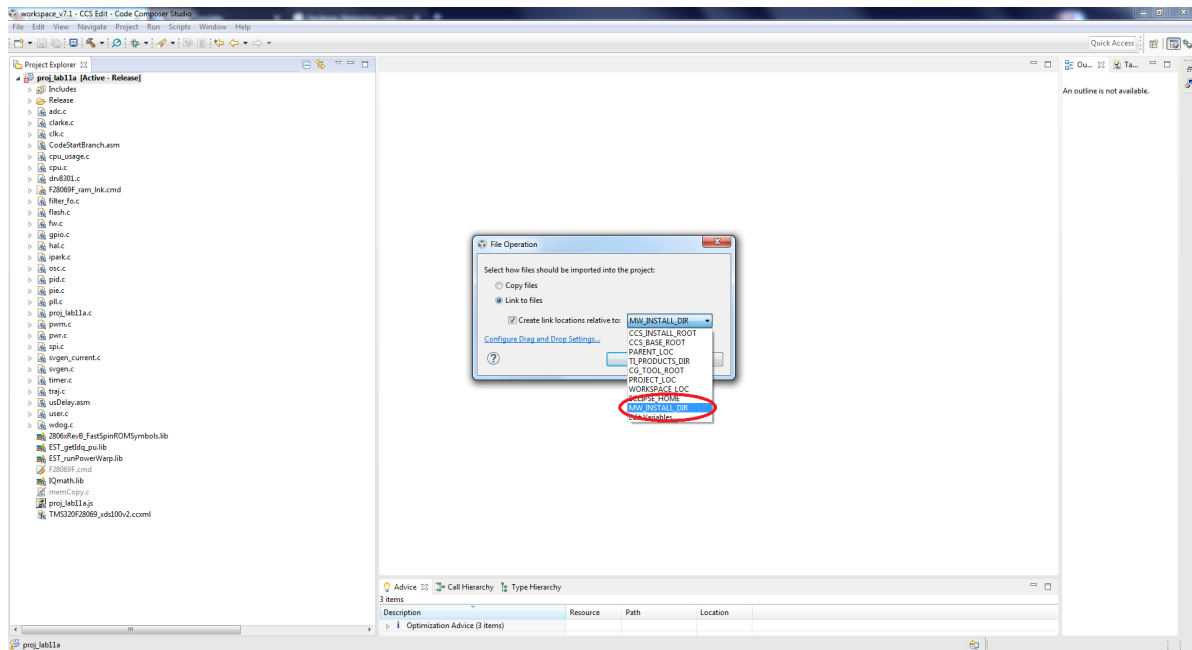 workspace_v7.1 - CCS Edit - Code Composer Studio
File Edit View Navigate Project Run Scripts Window Help
Quick Access
Project Explorer
proj_lab11a [Active - Release]
Includes
Release
adc.c
clarke.c
clk.c
CodeStartBranch.asm
cpu_usage.c
cpu.c
drv8301.c
F28069F_ram_lnk.cmd
filter_fo.c
flash.c
fw.c
gpio.c
hal.c
ipark.c
osc.c
pid.c
pie.c
pll.c
proj_lab11a.c
pwm.c
pwr.c
spi.c
svgen_current.c
svgen.c
timer.c
traj.c
usDelay.asm
user.c
wdog.c
2806xRevB_FastSpinROMSymbols.lib
EST_getIdq_pu.lib
EST_runPowerWarp.lib
F28069F.cmd
IQmath.lib
memCopy.c
proj_lab11a.js
TMS320F28069_xds100v2.ccxml
File Operation
Select how files should be imported into the project:
Copy files
Link to files
Create link locations relative to: MW_INSTALL_DIR
Configure Drag and Drop Settings...
CCS_INSTALL_ROOT
CCS_BASE_ROOT
PARENT_LOC
TI_PRODUCTS_DIR
CG_TOOL_ROOT
PROJECT_LOC
WORKSPACE_LOC
ECLIPSE_HOME
MW_INSTALL_DIR
Edit Variables...
Ou... Ta...
An outline is not available.
Advice Call Hierarchy Type Hierarchy
3 items
Description Resource Path Location
i Optimization Advice (3 items)
proj_lab11a